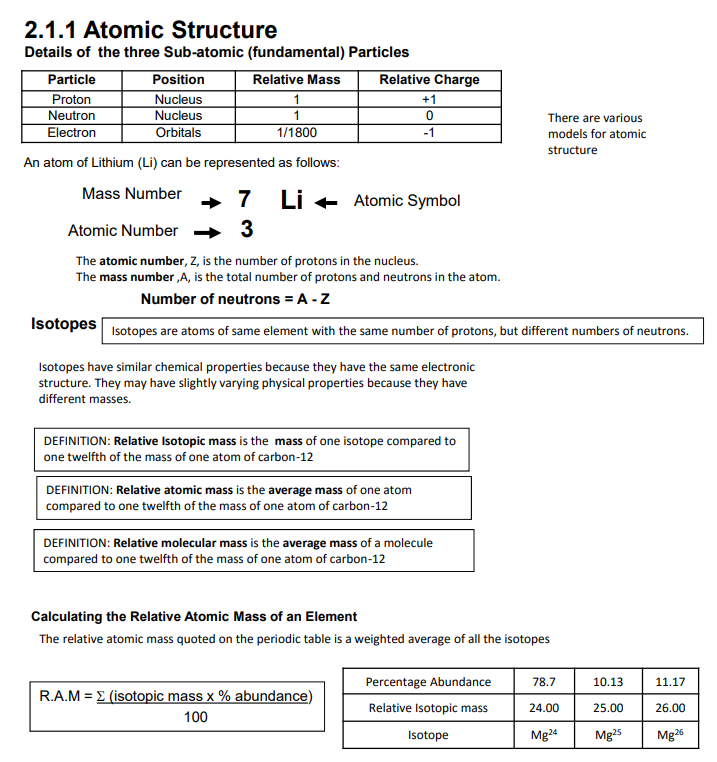 2.1.1 Atomic Structure
Details of the three Sub-atomic (fundamental) Particles
Particle Position Relative Mass Relative Charge
Proton Nucleus 1 +1
Neutron Nucleus 1 0
Electron Orbitals 1/1800 -1
There are various
models for atomic
structure
An atom of Lithium (Li) can be represented as follows:
Mass Number → 7 Li ← Atomic Symbol
Atomic Number → 3
The atomic number, Z, is the number of protons in the nucleus.
The mass number ,A, is the total number of protons and neutrons in the atom.
Number of neutrons = A - Z
Isotopes
Isotopes are atoms of same element with the same number of protons, but different numbers of neutrons.
Isotopes have similar chemical properties because they have the same electronic
structure. They may have slightly varying physical properties because they have
different masses.
DEFINITION: Relative Isotopic mass is the mass of one isotope compared to
one twelfth of the mass of one atom of carbon-12
DEFINITION: Relative atomic mass is the average mass of one atom
compared to one twelfth of the mass of one atom of carbon-12
DEFINITION: Relative molecular mass is the average mass of a molecule
compared to one twelfth of the mass of one atom of carbon-12
Calculating the Relative Atomic Mass of an Element
The relative atomic mass quoted on the periodic table is a weighted average of all the isotopes
R.A.M = Σ (isotopic mass x % abundance)
100
Percentage Abundance 78.7 10.13 11.17
Relative Isotopic mass 24.00 25.00 26.00
Isotope Mg²⁴ Mg²⁵ Mg²⁶